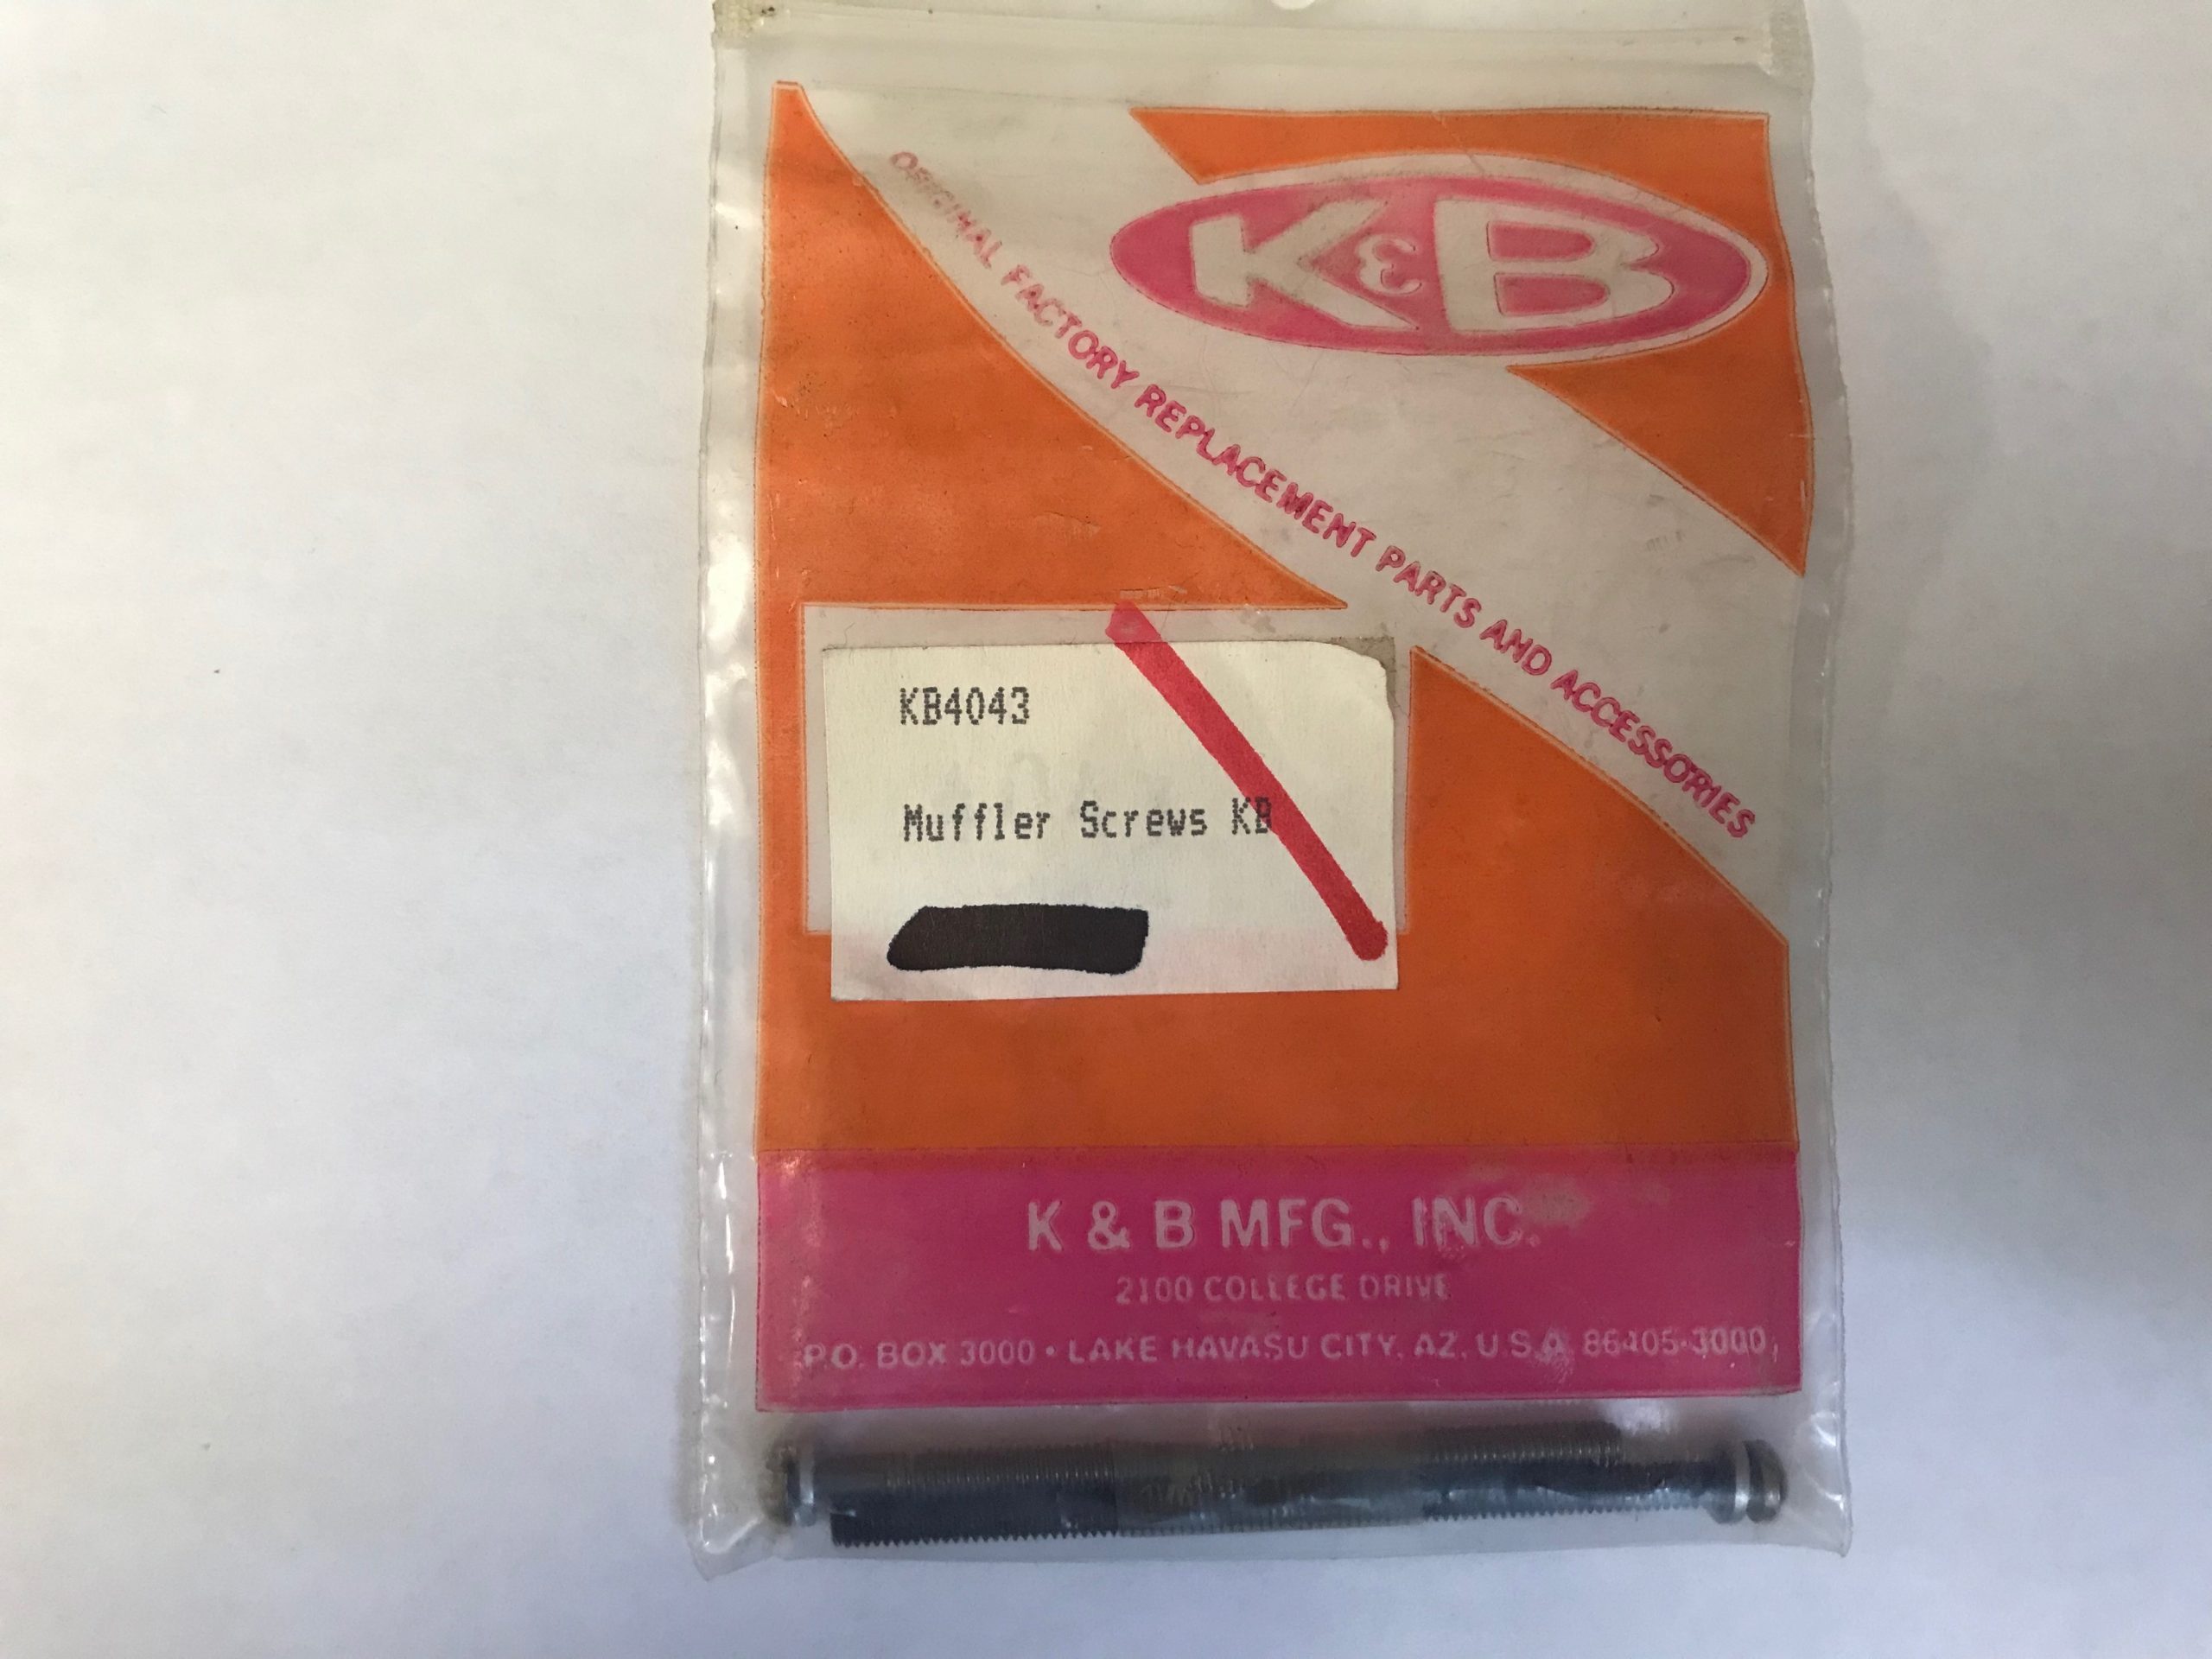 K&B
ORIGINAL FACTORY REPLACEMENT PARTS AND ACCESSORIES
KB4043
Muffler Screws KB
K & B MFG., INC.
2100 COLLEGE DRIVE
P.O. BOX 3000 • LAKE HAVASU CITY, AZ, U.S.A. 86405-3000